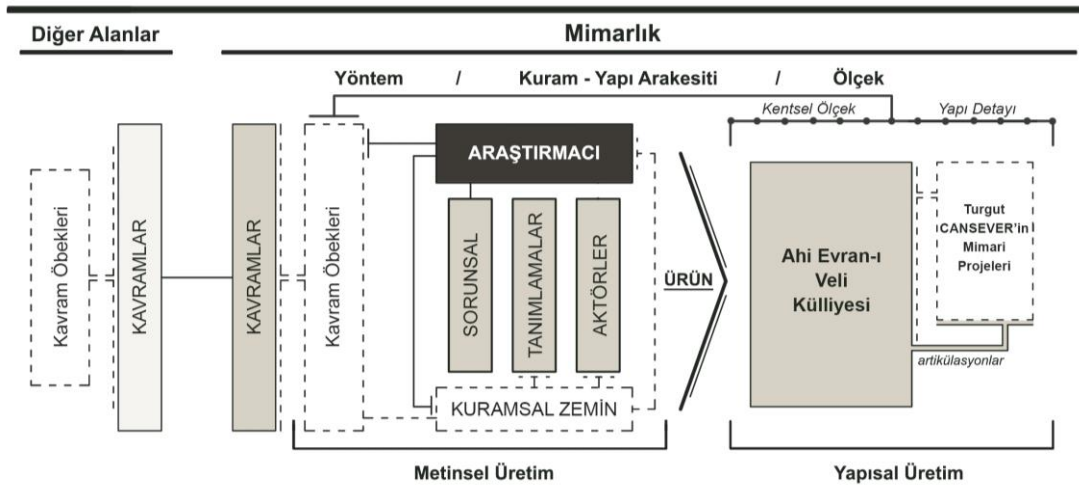 Diğer Alanlar
Mimarlık
Yöntem / Kuram - Yapı Arakesiti / Ölçek
Kentsel Ölçek
Yapı Detayı
Kavram Öbekleri
KAVRAMLAR
KAVRAMLAR
Kavram Öbekleri
ARAŞTIRMACI
SORUNSAL
TANIMLAMALAR
AKTÖRLER
KURAMSAL ZEMİN
ÜRÜN
Ahi Evran-ı
Veli
Külliyesi
Turgut
CANSEVER'in
Mimari
Projeleri
artikülasyonlar
Metinsel Üretim
Yapısal Üretim